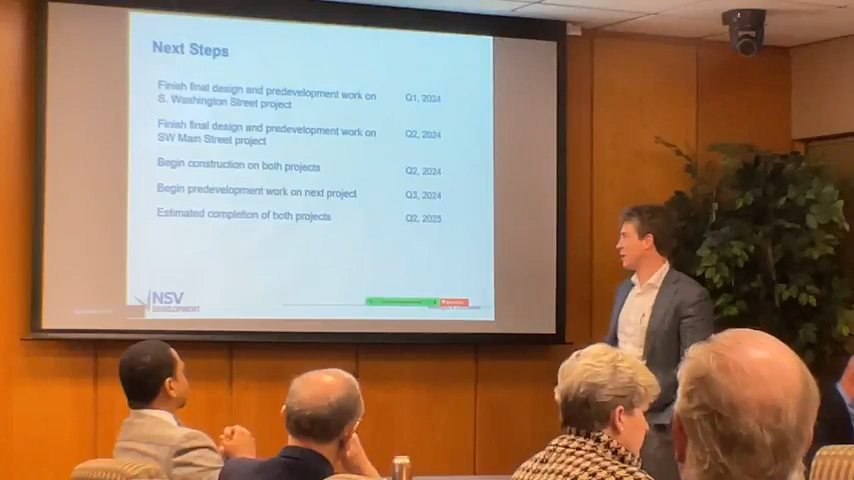 Next Steps
Finish final design and predevelopment work on
S. Washington Street project
Q1, 2024
Finish final design and predevelopment work on
SW Main Street project
Q2, 2024
Begin construction on both projects
Q2, 2024
Begin predevelopment work on next project
Q3, 2024
Estimated completion of both projects
Q2, 2025
NSV
DEVELOPMENT